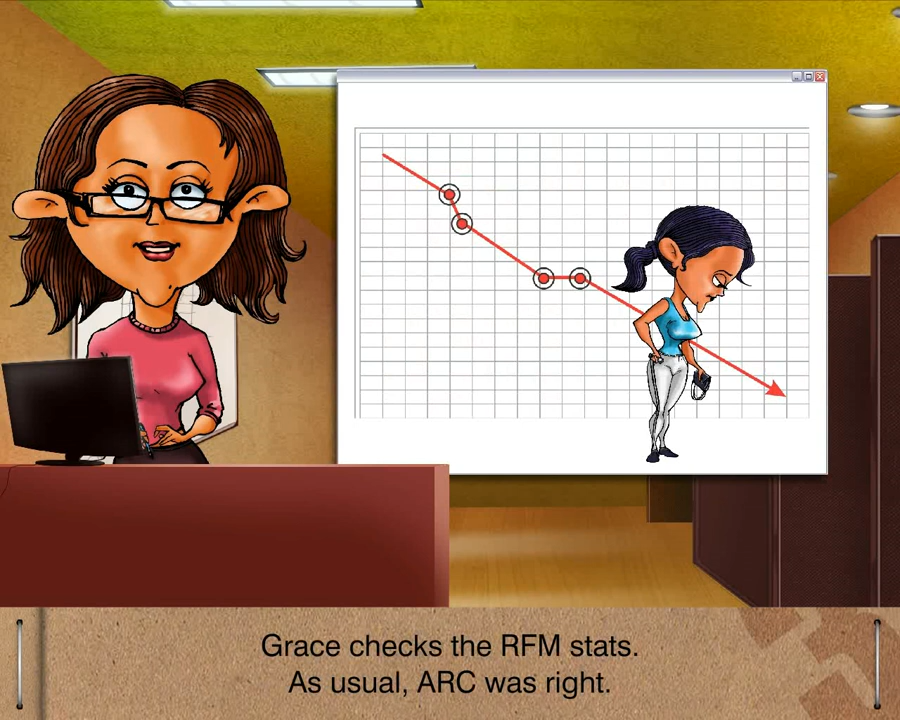 Grace checks the RFM stats.
As usual, ARC was right.